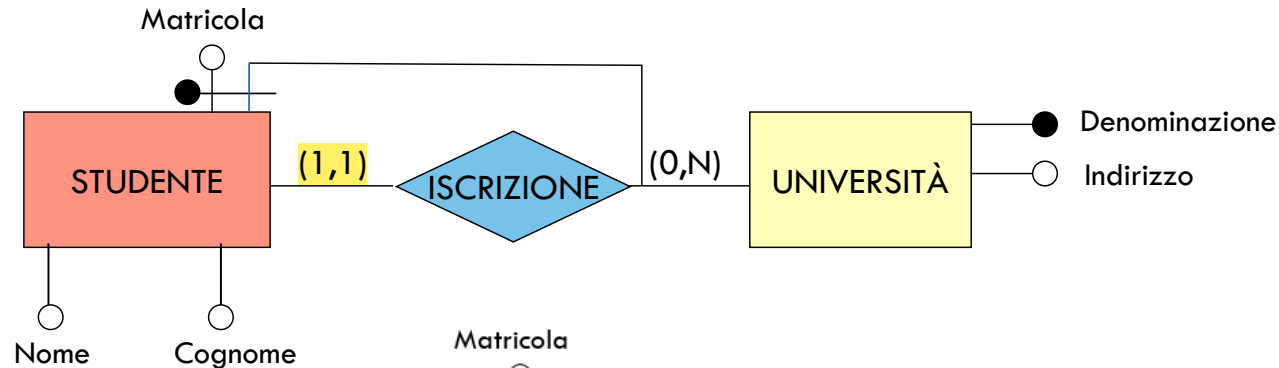 Matricola
Denominazione
STUDENTE
(1,1)
ISCRIZIONE
(0,N)
UNIVERSITÀ
Indirizzo
Nome
Cognome
Matricola